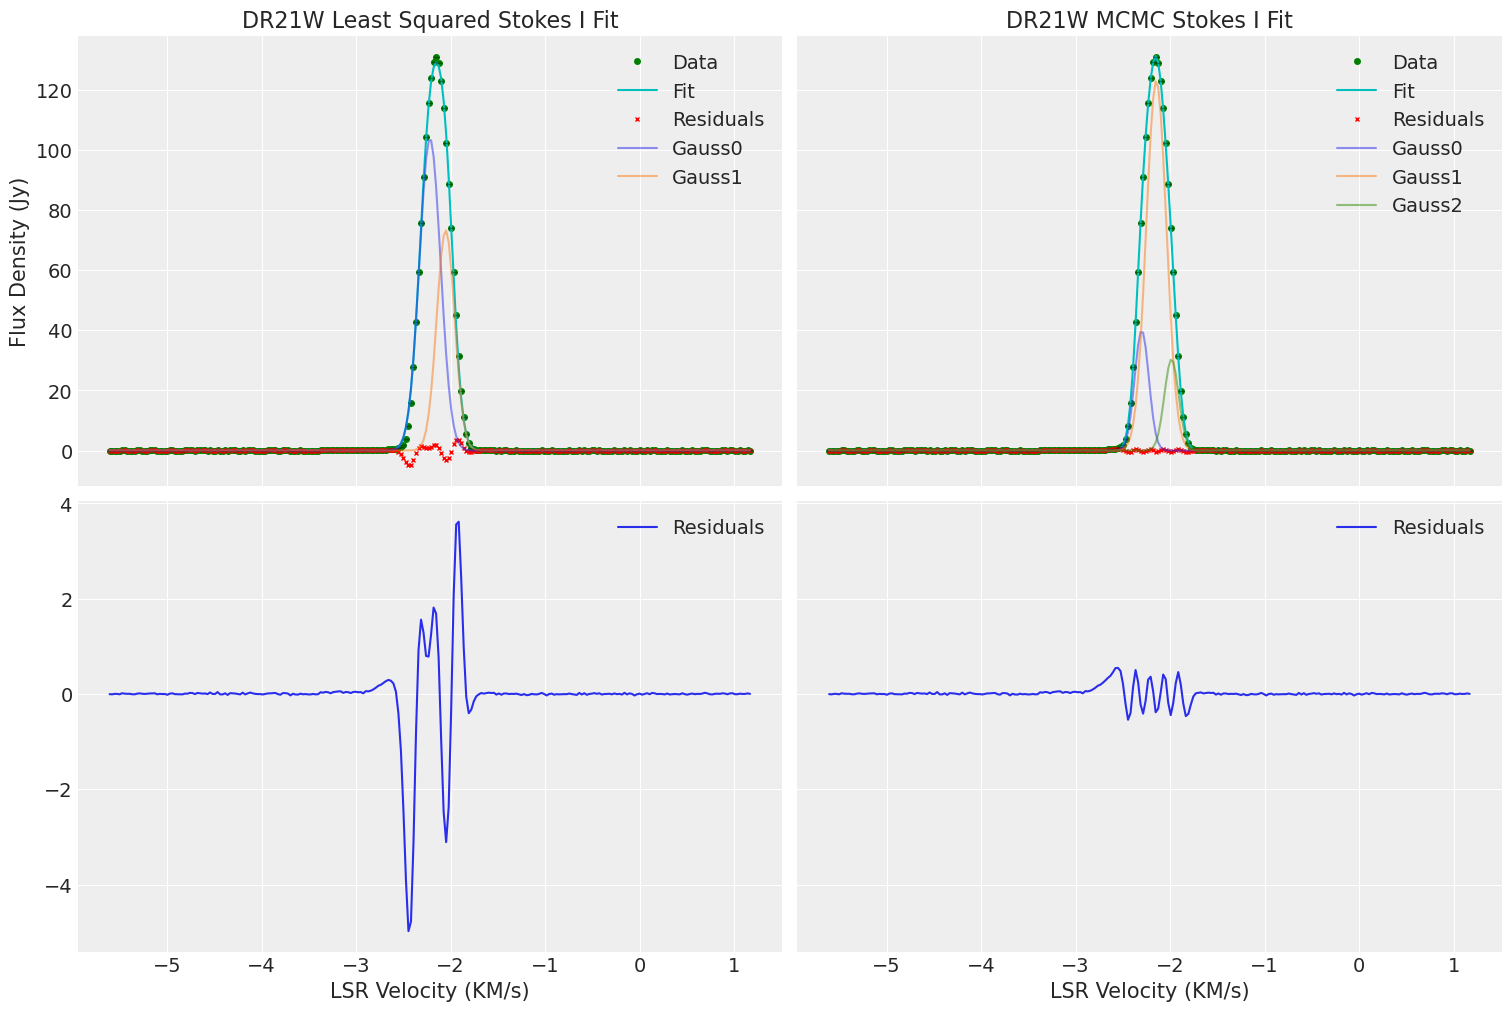 DR21W Least Squared Stokes I Fit
DR21W MCMC Stokes I Fit
Flux Density (Jy)
120
100
80
60
40
20
0
Data
Fit
Residuals
Gauss0
Gauss1
Data
Fit
Residuals
Gauss0
Gauss1
Gauss2
4
2
0
−2
−4
Residuals
Residuals
−5 −4 −3 −2 −1 0 1
−5 −4 −3 −2 −1 0 1
LSR Velocity (KM/s)
LSR Velocity (KM/s)